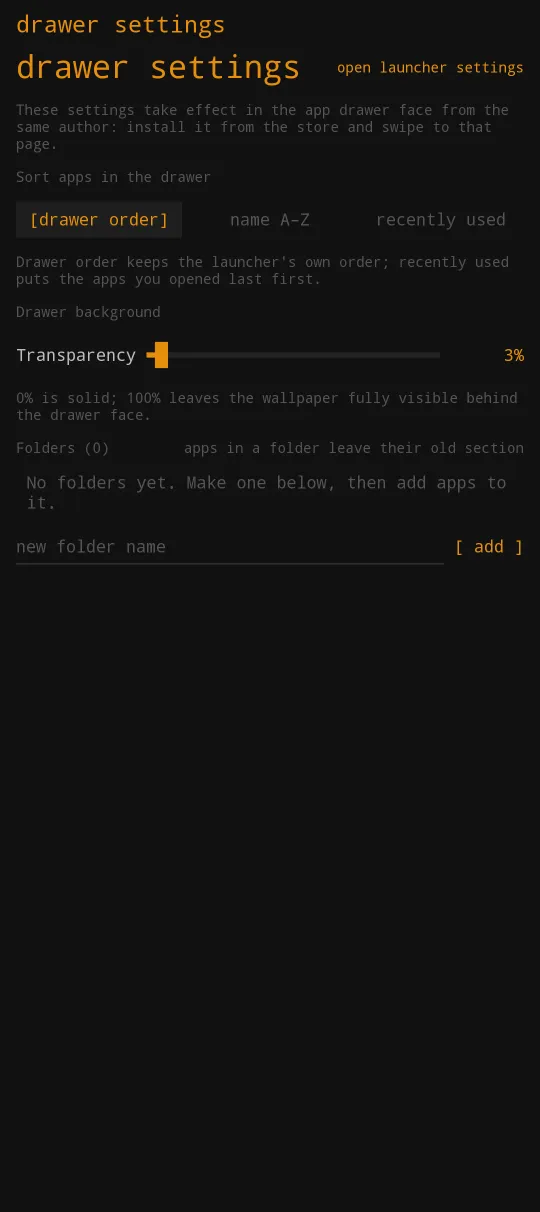 drawer settings
drawer settings
open launcher settings
These settings take effect in the app drawer face from the
same author: install it from the store and swipe to that
page.
Sort apps in the drawer
[drawer order]
name A–Z
recently used
Drawer order keeps the launcher's own order; recently used
puts the apps you opened last first.
Drawer background
Transparency
3%
0% is solid; 100% leaves the wallpaper fully visible behind
the drawer face.
Folders (0)
apps in a folder leave their old section
No folders yet. Make one below, then add apps to
it.
new folder name
[ add ]